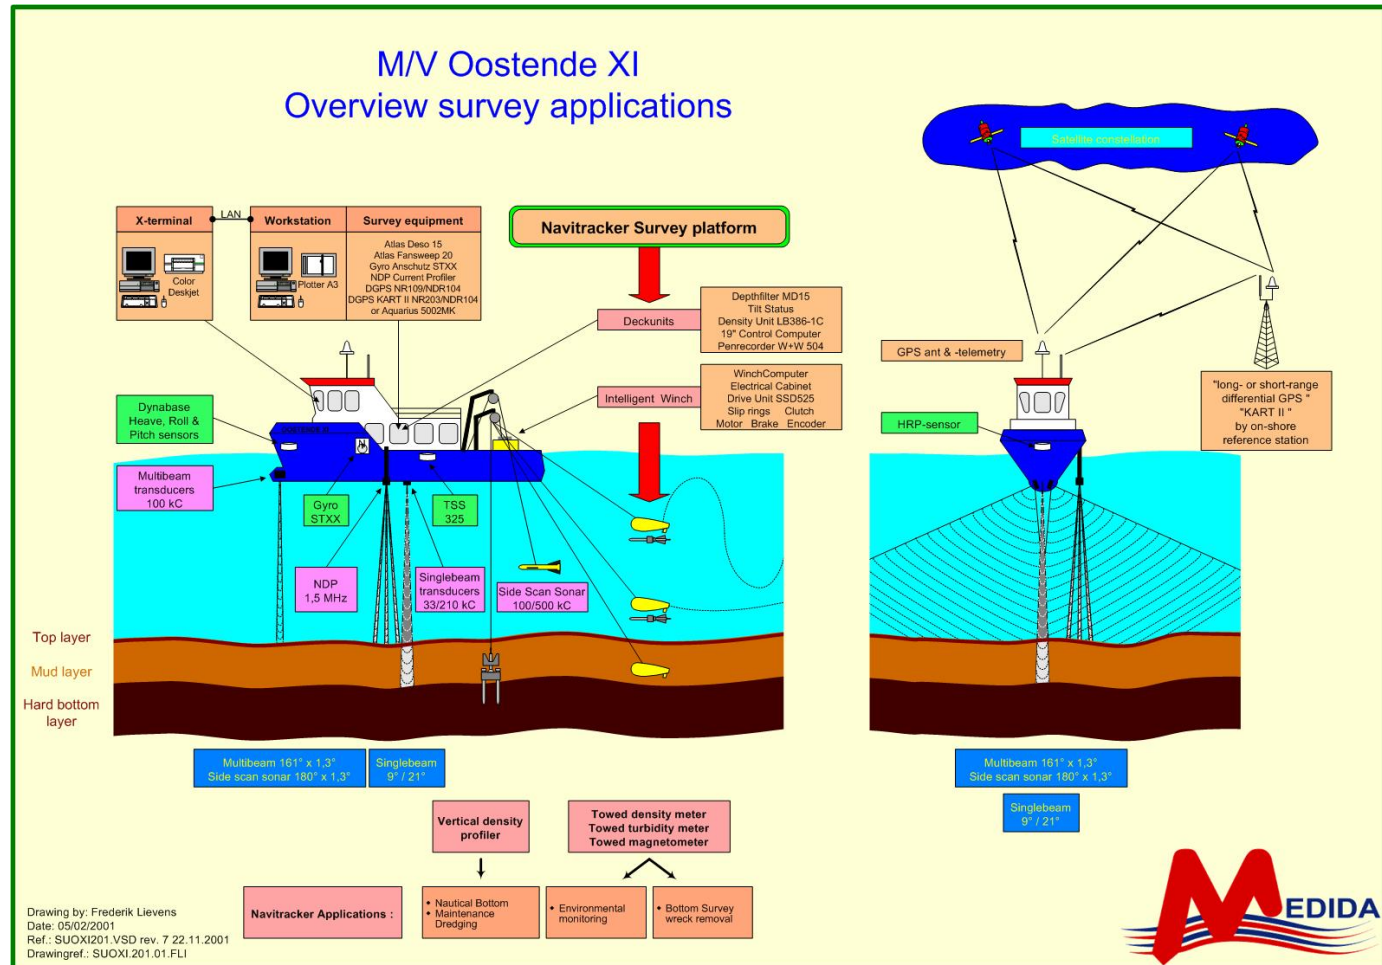 M/V Oostende XI
Overview survey applications
Satellite constellation
X-terminal
LAN
Workstation
Survey equipment
Color
Deskjet
Plotter A3
Atlas Deso 15
Atlas Fansweep 20
Gyro Anschutz STXX
NDP Current Profiler
DGPS NR109/NDR104
DGPS KART II NR203/NDR104
or Aquarius 5002MK
Navitracker Survey platform
Deckunits
Depthfilter MD15
Tilt Status
Density Unit LB386-1C
19" Control Computer
Penrecorder W+W 504
Intelligent Winch
WinchComputer
Electrical Cabinet
Drive Unit SSD525
Slip rings Clutch
Motor Brake Encoder
GPS ant & -telemetry
"long- or short-range
differential GPS "
"KART II "
by on-shore
reference station
Dynabase
Heave, Roll &
Pitch sensors
OOSTENDE XI
HRP-sensor
Multibeam
transducers
100 kC
Gyro
STXX
TSS
325
NDP
1,5 MHz
Singlebeam
transducers
33/210 kC
Side Scan Sonar
100/500 kC
Top layer
Mud layer
Hard bottom
layer
Multibeam 161° x 1,3°
Side scan sonar 180° x 1,3°
Singlebeam
9° / 21°
Multibeam 161° x 1,3°
Side scan sonar 180° x 1,3°
Singlebeam
9° / 21°
Vertical density
profiler
Towed density meter
Towed turbidity meter
Towed magnetometer
Navitracker Applications :
Nautical Bottom
Maintenance
Dredging
Environmental
monitoring
Bottom Survey
wreck removal
Drawing by: Frederik Lievens
Date: 05/02/2001
Ref.: SUOXI201.VSD rev. 7 22.11.2001
Drawingref.: SUOXI.201.01.FLI
MEDIDA